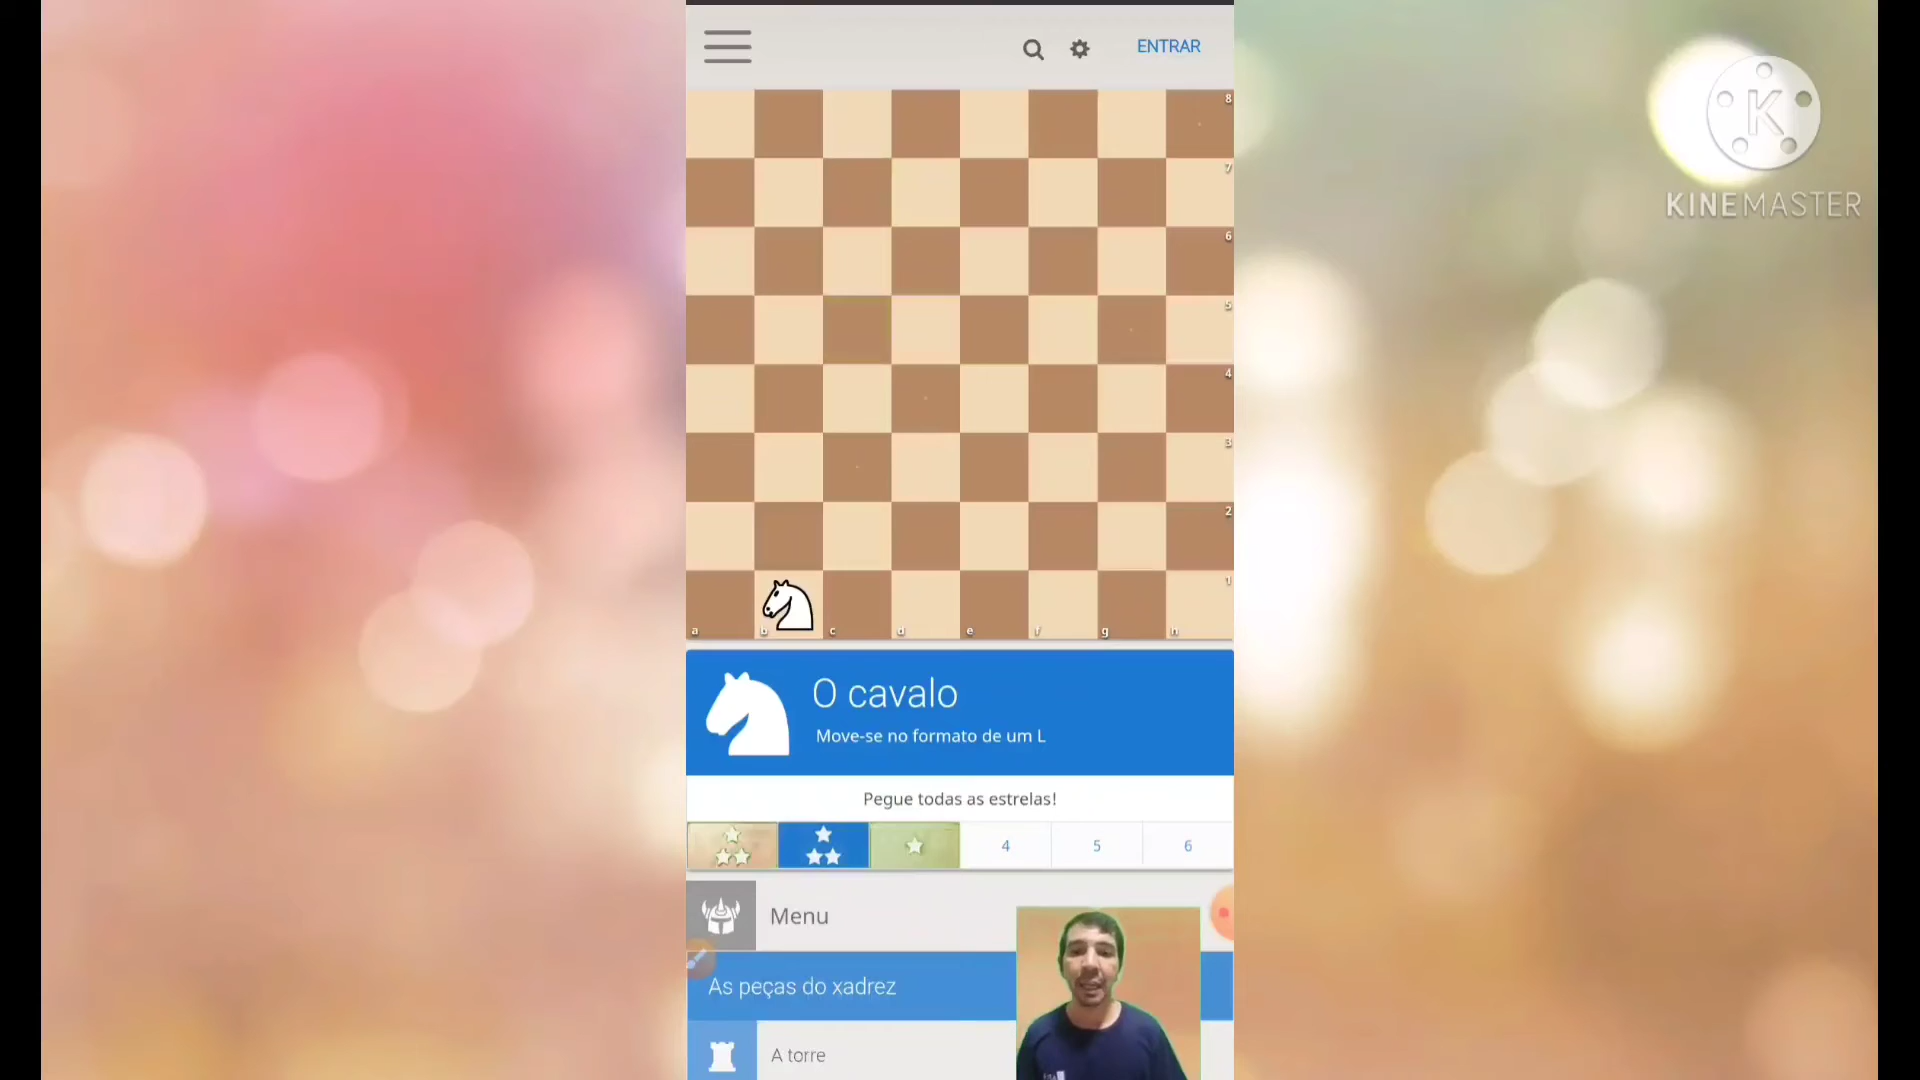 ENTRAR
8
7
6
5
4
3
2
1
a b c d e f g h
K
KINEMASTER
O cavalo
Move-se no formato de um L
Pegue todas as estrelas!
4 5 6
Menu
As peças do xadrez
A torre